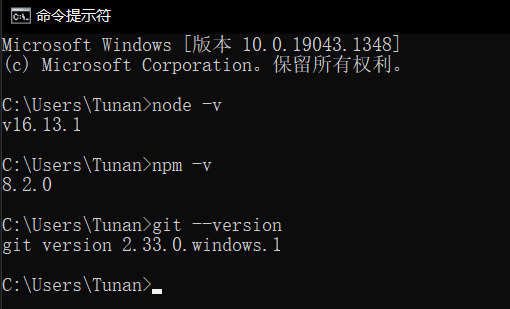 命令提示符
Microsoft Windows [版本 10.0.19043.1348]
(c) Microsoft Corporation。保留所有权利。
C:\Users\Tunan>node -v
v16.13.1
C:\Users\Tunan>npm -v
8.2.0
C:\Users\Tunan>git --version
git version 2.33.0.windows.1
C:\Users\Tunan>